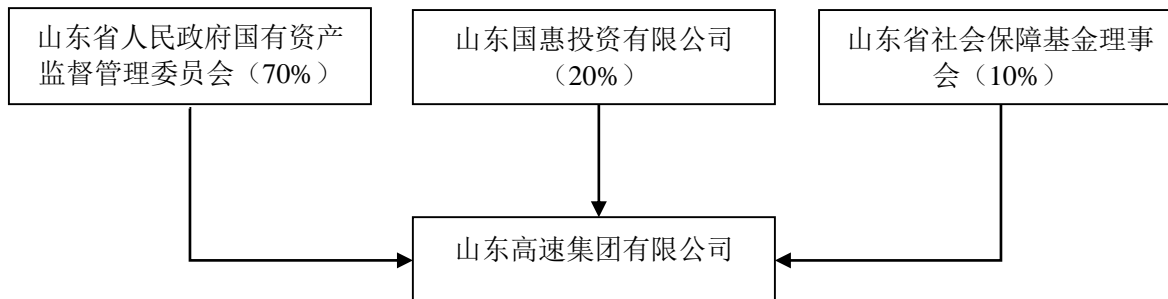 山东省人民政府国有资产
监督管理委员会（70%）
山东国惠投资有限公司
（20%）
山东省社会保障基金理事
会（10%）
山东高速集团有限公司